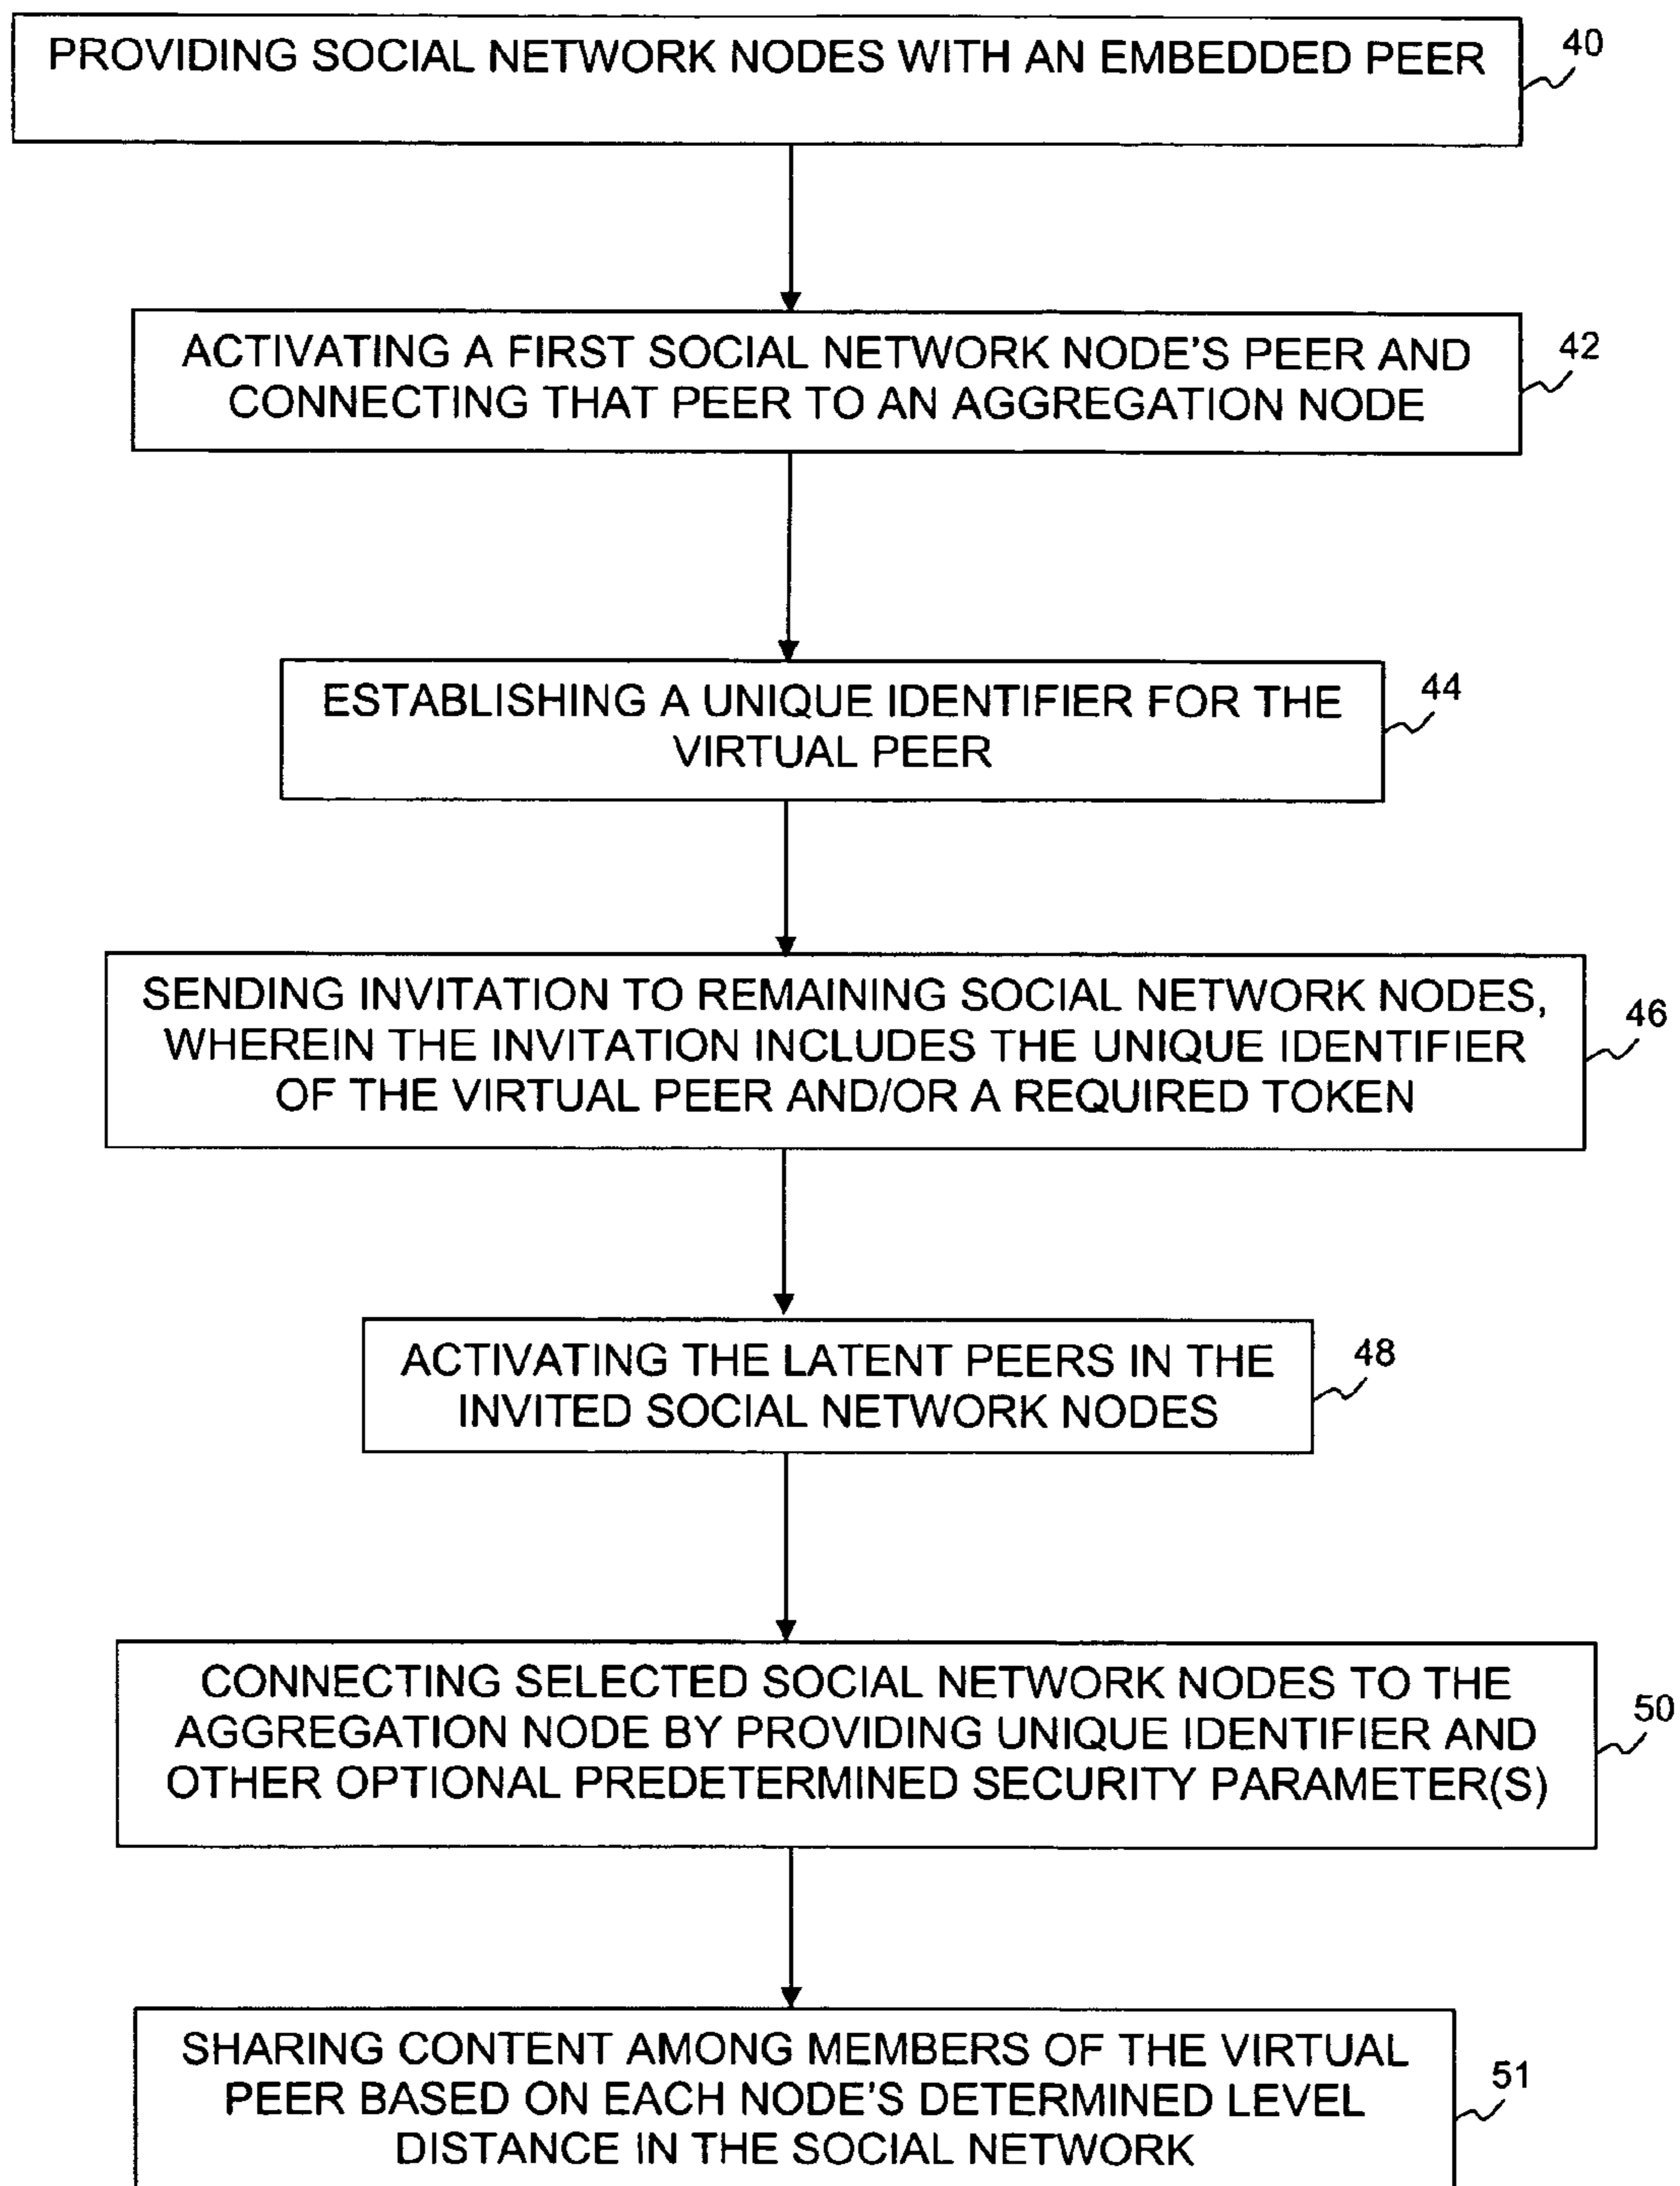 PROVIDING SOCIAL NETWORK NODES WITH AN EMBEDDED PEER
40
ACTIVATING A FIRST SOCIAL NETWORK NODE'S PEER AND
CONNECTING THAT PEER TO AN AGGREGATION NODE
42
ESTABLISHING A UNIQUE IDENTIFIER FOR THE
VIRTUAL PEER
44
SENDING INVITATION TO REMAINING SOCIAL NETWORK NODES,
WHEREIN THE INVITATION INCLUDES THE UNIQUE IDENTIFIER
OF THE VIRTUAL PEER AND/OR A REQUIRED TOKEN
46
ACTIVATING THE LATENT PEERS IN THE
INVITED SOCIAL NETWORK NODES
48
CONNECTING SELECTED SOCIAL NETWORK NODES TO THE
AGGREGATION NODE BY PROVIDING UNIQUE IDENTIFIER AND
OTHER OPTIONAL PREDETERMINED SECURITY PARAMETER(S)
50
SHARING CONTENT AMONG MEMBERS OF THE VIRTUAL
PEER BASED ON EACH NODE'S DETERMINED LEVEL
DISTANCE IN THE SOCIAL NETWORK
51